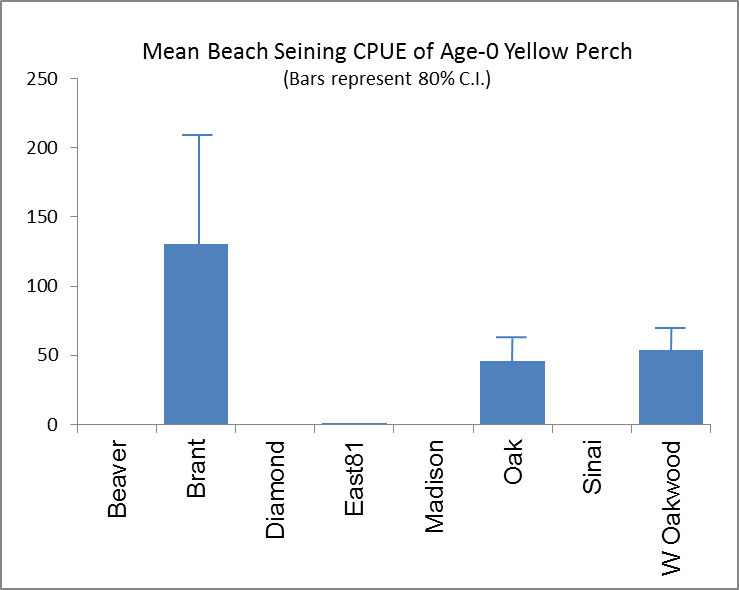 Mean Beach Seining CPUE of Age-0 Yellow Perch
(Bars represent 80% C.I.)
250
200
150
100
50
0
Beaver
Brant
Diamond
East81
Madison
Oak
Sinai
W Oakwood